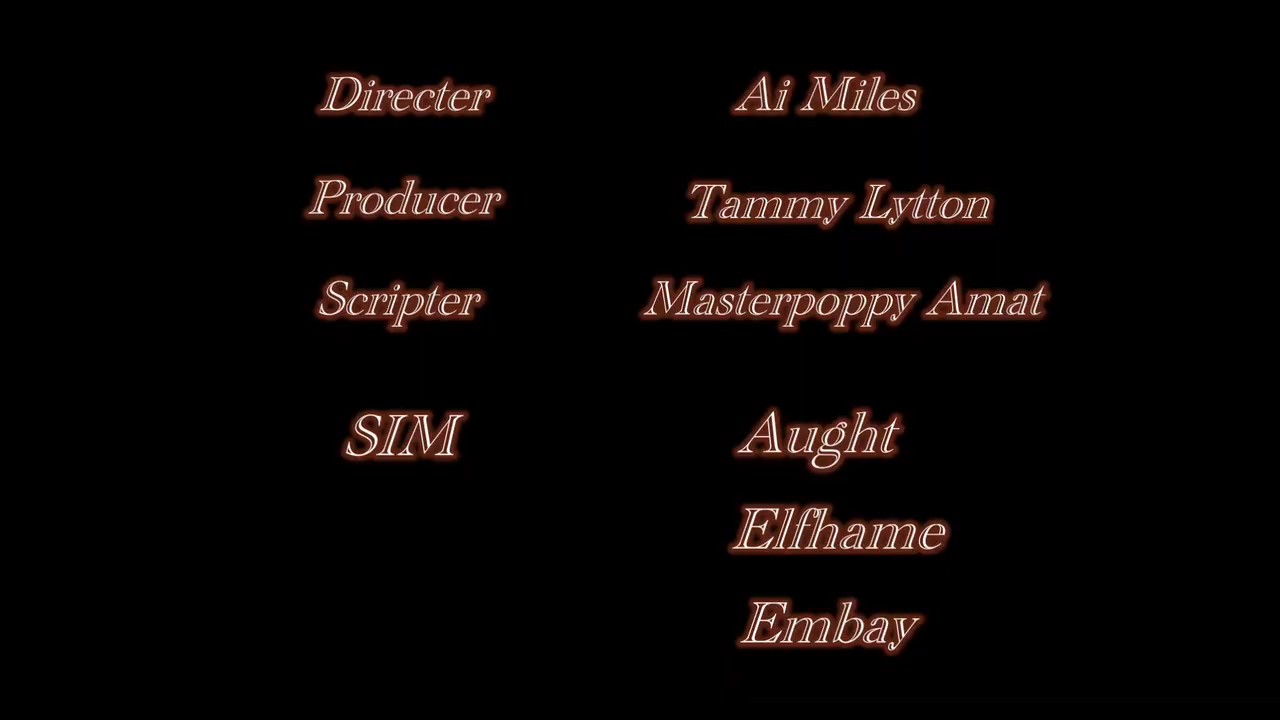 Directer Ai Miles
Producer Tammy Lytton
Scripter Masterpoppy Amat
SIM Aught
Elfhame
Embay